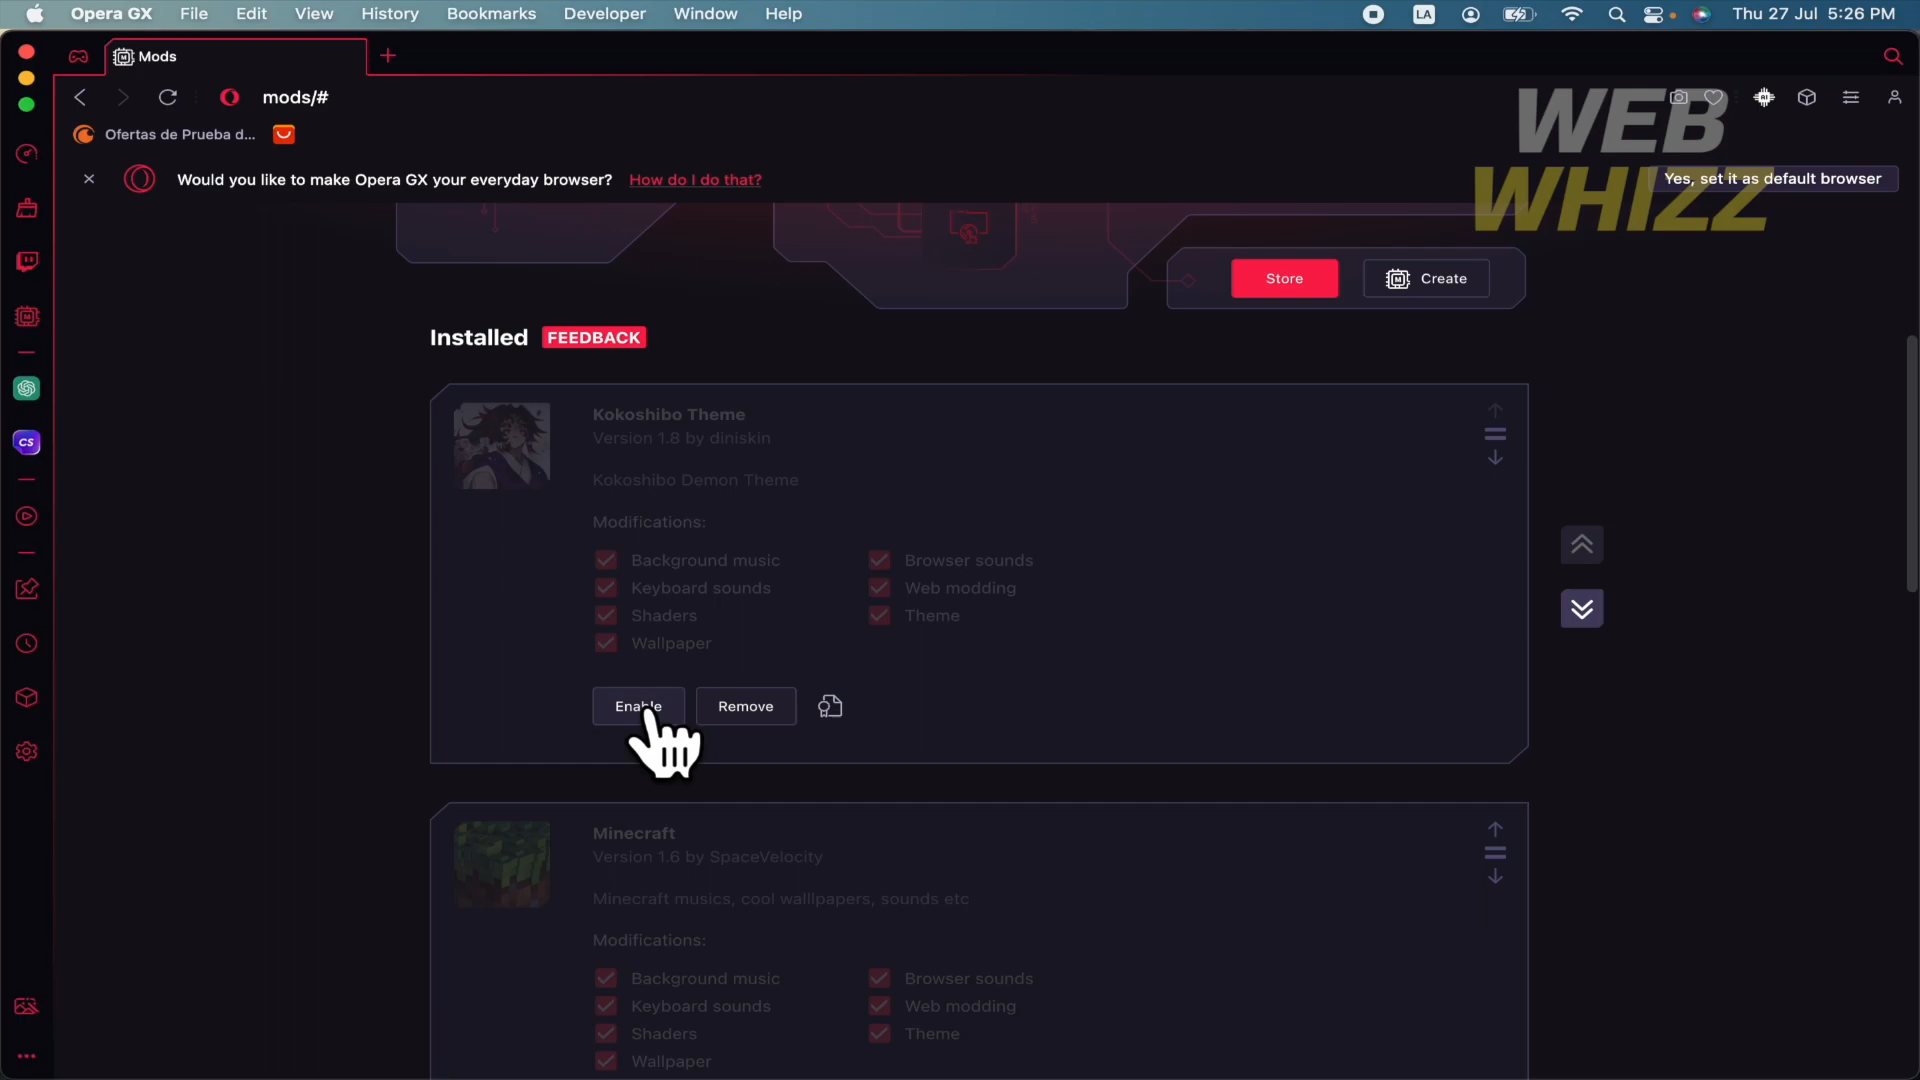 Opera GX File Edit View History Bookmarks Developer Window Help LA Thu 27 Jul 5:26 PM
Mods
mods/#
Ofertas de Prueba d...
Would you like to make Opera GX your everyday browser? How do I do that? Yes, set it as default browser
WEB
WHIZZ
Store Create
Installed FEEDBACK
Kokoshibo Theme
Version 1.8 by diniskin
Kokoshibo Demon Theme
Modifications:
Background music Browser sounds
Keyboard sounds Web modding
Shaders Theme
Wallpaper
Enable Remove
Minecraft
Version 1.6 by SpaceVelocity
Minecraft musics, cool wallpapers, sounds etc
Modifications:
Background music Browser sounds
Keyboard sounds Web modding
Shaders Theme
Wallpaper
CS
AI